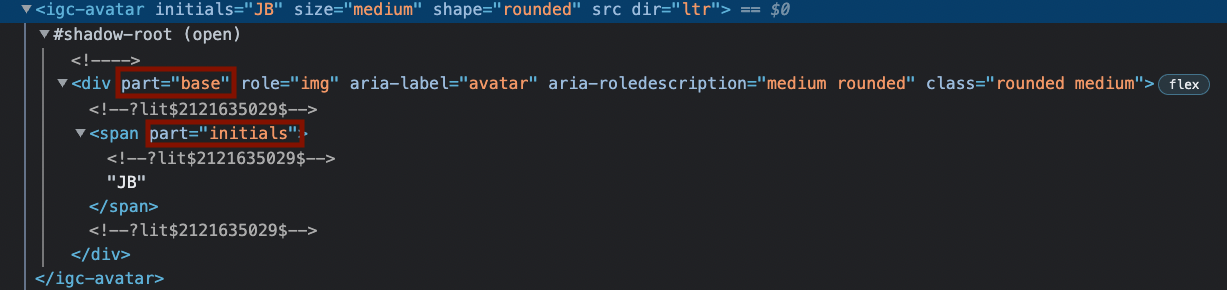 ▼<igc-avatar initials="JB" size="medium" shape="rounded" src dir="ltr"> == $0
▼#shadow-root (open)
<!---->
▼<div part="base" role="img" aria-label="avatar" aria-roledescription="medium rounded" class="rounded medium"> flex
<!--?lit$2121635029$-->
▼<span part="initials">
<!--?lit$2121635029$-->
"JB"
</span>
<!--?lit$2121635029$-->
</div>
</igc-avatar>